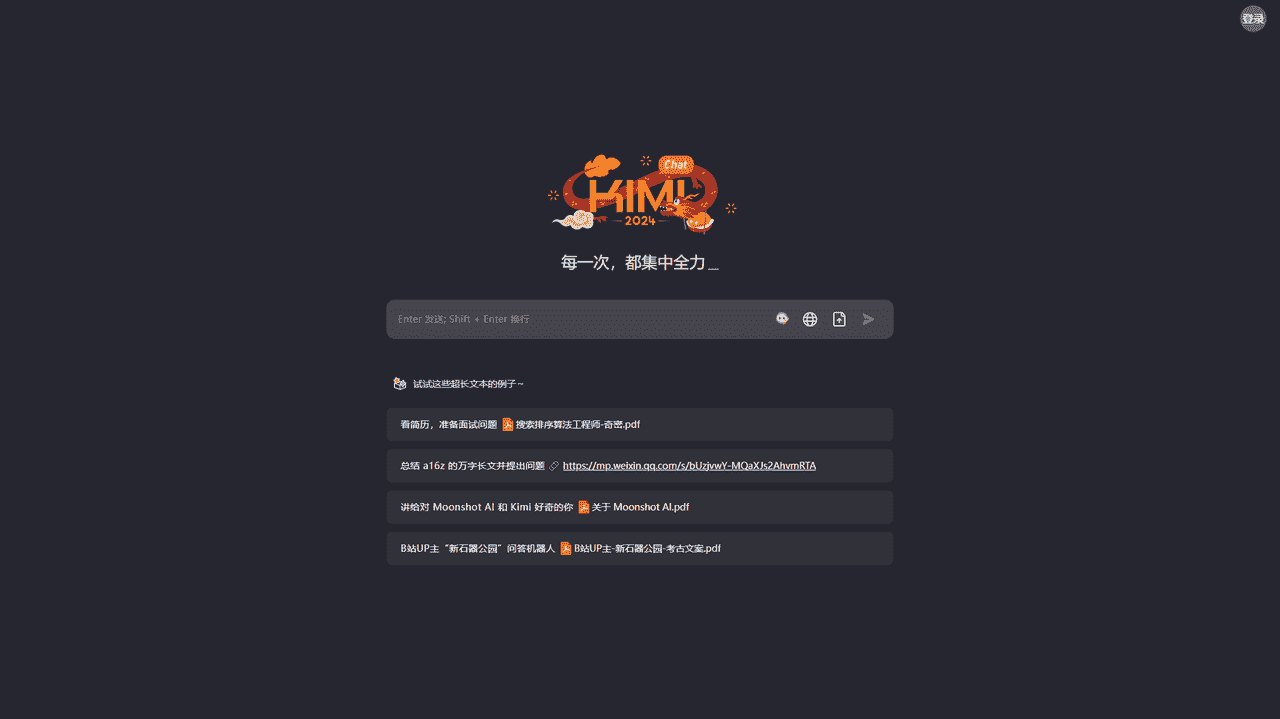 登录
Chat
KIMI
2024
每一次，都集中全力_
Enter 发送; Shift + Enter 换行
试试这些超长文本的例子~
看简历，准备面试问题 搜索排序算法工程师-奇密.pdf
总结 a16z 的万字长文并提出问题 https://mp.weixin.qq.com/s/bUzjvwY-MQaXJs2AhvmRTA
讲给对 Moonshot AI 和 Kimi 好奇的你 关于 Moonshot AI.pdf
B站UP主“新石器公园”问答机器人 B站UP主-新石器公园-考古文案.pdf